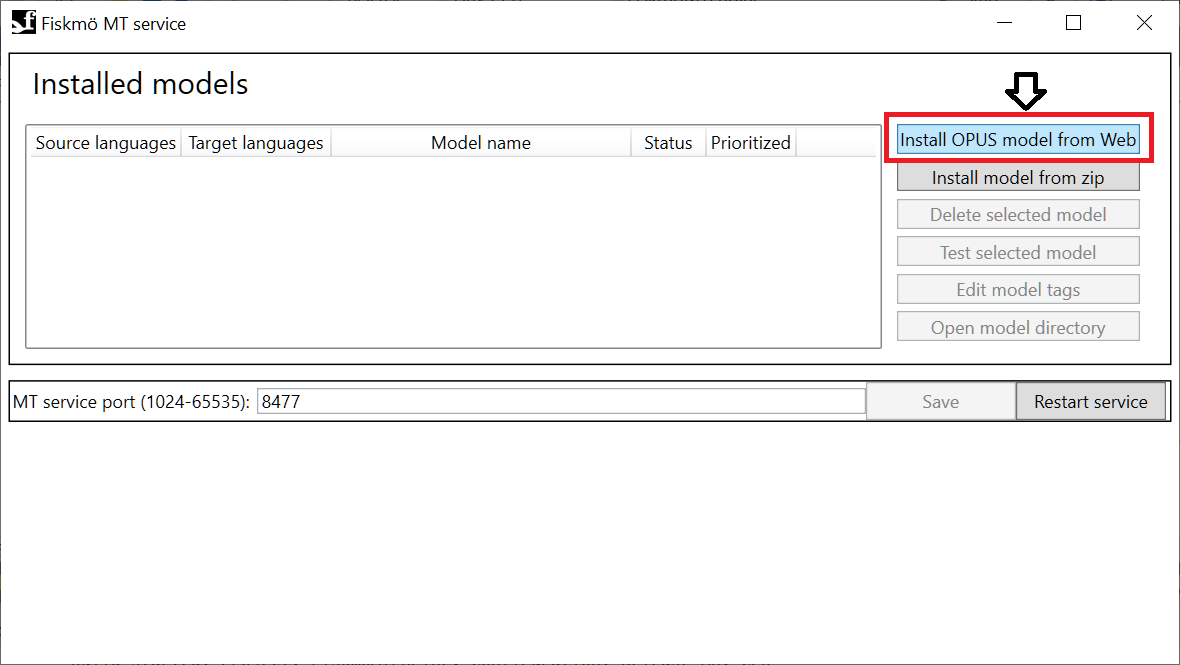 Fiskmö MT service
Installed models
Source languages Target languages Model name Status Prioritized
Install OPUS model from Web
Install model from zip
Delete selected model
Test selected model
Edit model tags
Open model directory
MT service port (1024-65535): 8477 Save Restart service